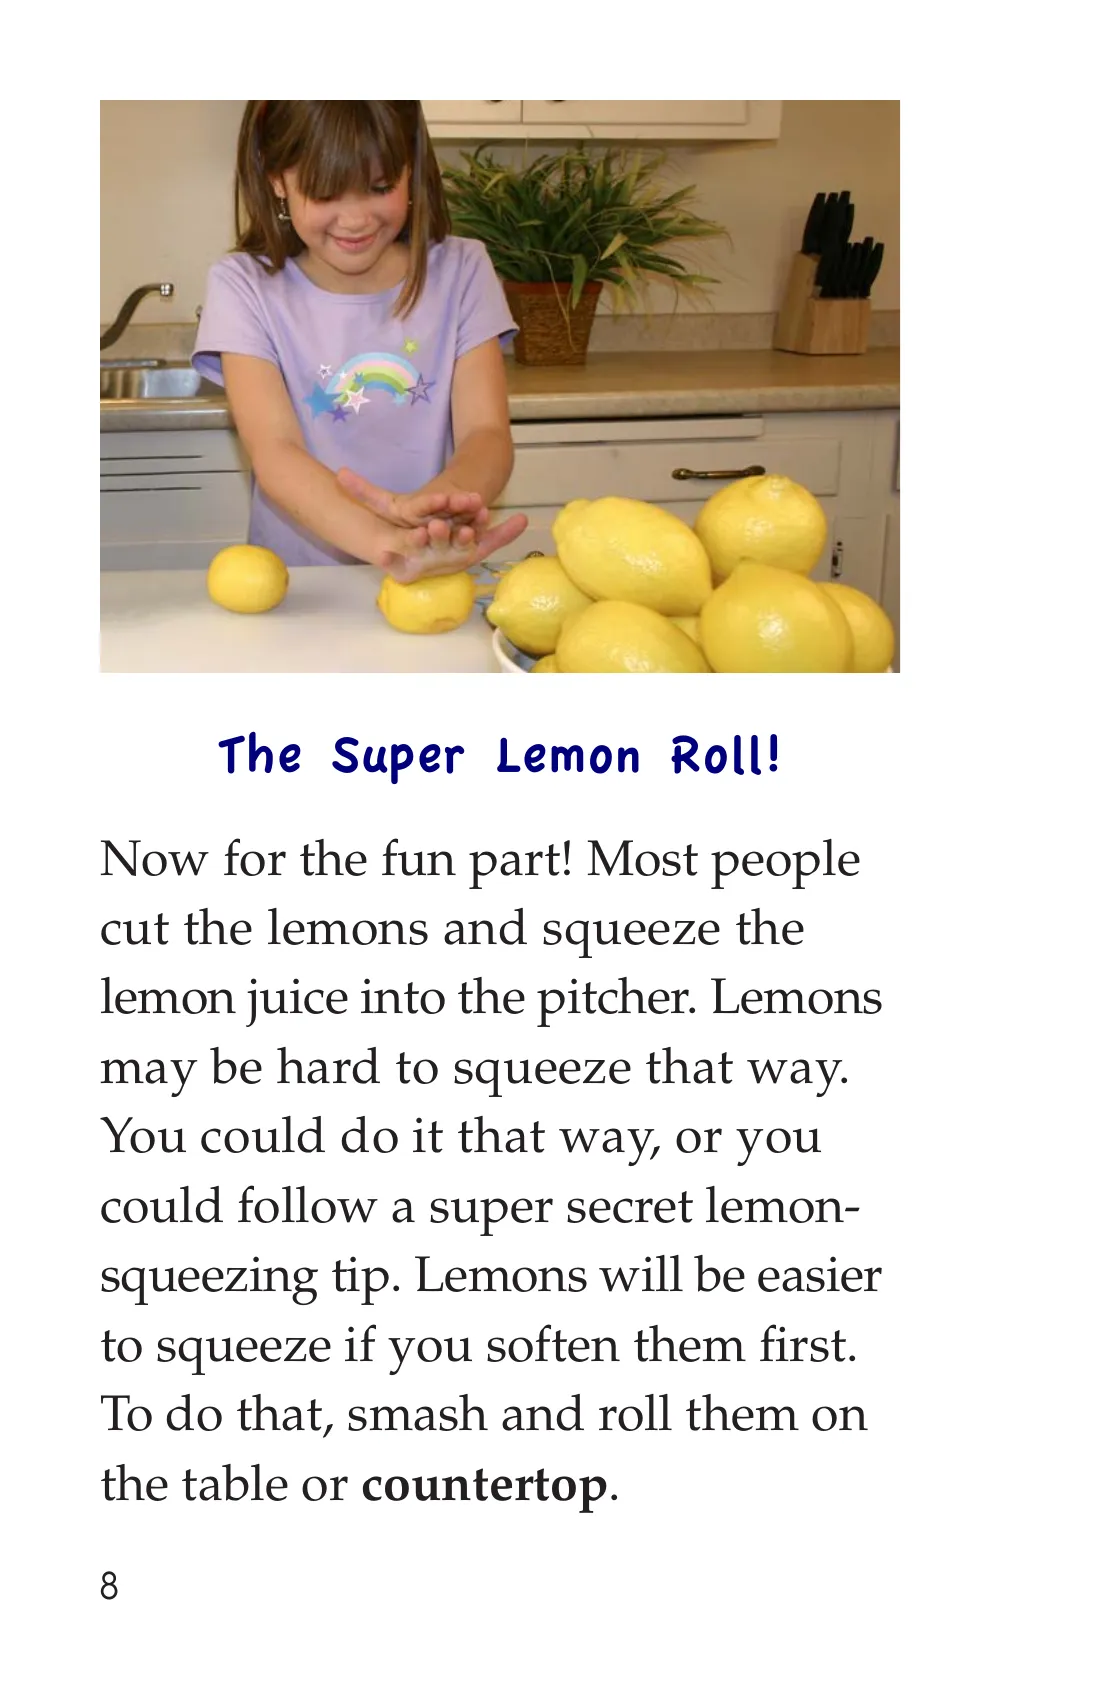 The Super Lemon Roll!
Now for the fun part! Most people
cut the lemons and squeeze the
lemon juice into the pitcher. Lemons
may be hard to squeeze that way.
You could do it that way, or you
could follow a super secret lemon-
squeezing tip. Lemons will be easier
to squeeze if you soften them first.
To do that, smash and roll them on
the table or countertop.
8